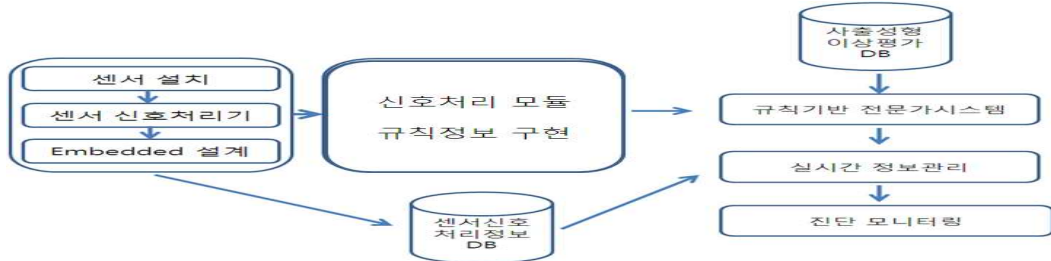 센서 설치
센서 신호처리기
Embedded 설계
신호처리 모듈
규칙정보 구현
센서신호
처리정보
DB
사출성형
이상평가
DB
규칙기반 전문가시스템
실시간 정보관리
진단 모니터링